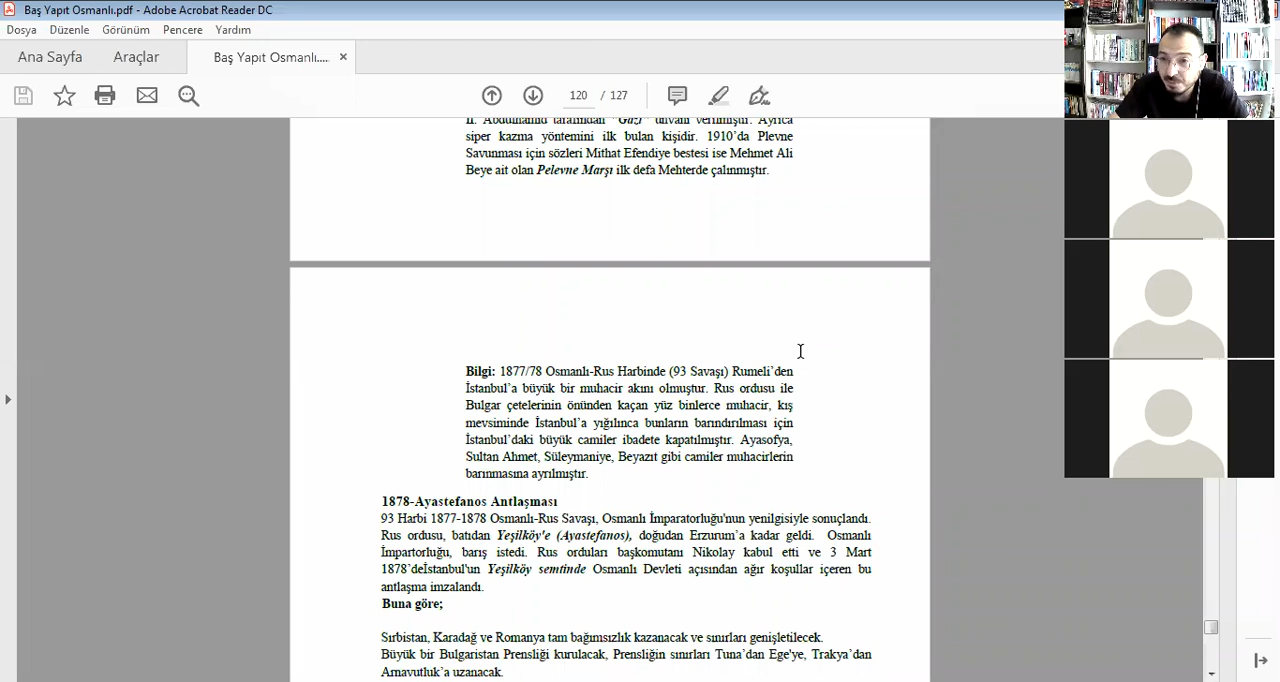 Baş Yapıt Osmanlı.pdf - Adobe Acrobat Reader DC
Dosya Düzenle Görünüm Pencere Yardım
Ana Sayfa Araçlar Baş Yapıt Osmanlı.... ×
120 / 127
II. Abdülhamid tarafından "Gazi" unvanı verilmiştir. Ayrıca
siper kazma yöntemini ilk bulan kişidir. 1910'da Plevne
Savunması için sözleri Mithat Efendiye bestesi ise Mehmet Ali
Beye ait olan Pelevne Marşı ilk defa Mehterde çalınmıştır.
Bilgi: 1877/78 Osmanlı-Rus Harbinde (93 Savaşı) Rumeli'den
İstanbul'a büyük bir muhacir akını olmuştur. Rus ordusu ile
Bulgar çetelerinin önünden kaçan yüz binlerce muhacir, kış
mevsiminde İstanbul'a yığılınca bunların barındırılması için
İstanbul'daki büyük camiler ibadete kapatılmıştır. Ayasofya,
Sultan Ahmet, Süleymaniye, Beyazıt gibi camiler muhacirlerin
barınmasına ayrılmıştır.
1878-Ayastefanos Antlaşması
93 Harbi 1877-1878 Osmanlı-Rus Savaşı, Osmanlı İmparatorluğu'nun yenilgisiyle sonuçlandı.
Rus ordusu, batıdan Yeşilköy'e (Ayastefanos), doğudan Erzurum'a kadar geldi. Osmanlı
İmpartorluğu, barış istedi. Rus orduları başkomutanı Nikolay kabul etti ve 3 Mart
1878'deİstanbul'un Yeşilköy semtinde Osmanlı Devleti açısından ağır koşullar içeren bu
antlaşma imzalandı.
Buna göre;
Sırbistan, Karadağ ve Romanya tam bağımsızlık kazanacak ve sınırları genişletilecek.
Büyük bir Bulgaristan Prensliği kurulacak, Prensliğin sınırları Tuna'dan Ege'ye, Trakya'dan
Arnavutluk'a uzanacak.